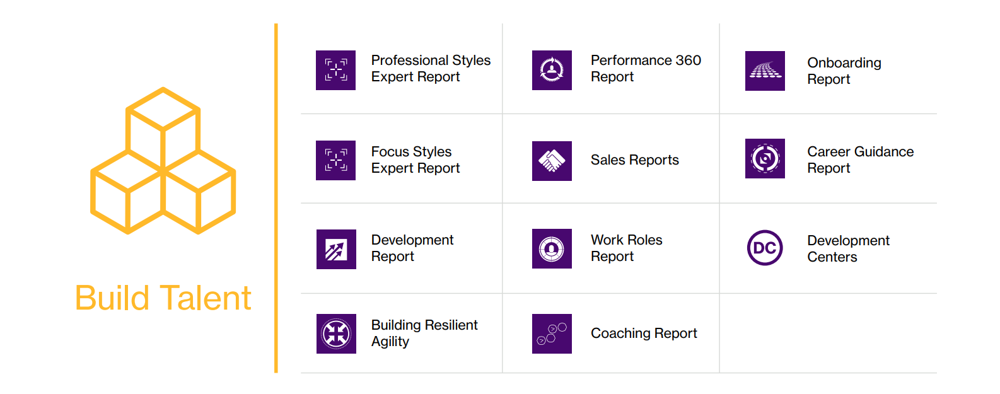 Build Talent
Professional Styles
Expert Report
Performance 360
Report
Onboarding
Report
Focus Styles
Expert Report
Sales Reports
Career Guidance
Report
Development
Report
Work Roles
Report
DC
Development
Centers
Building Resilient
Agility
Coaching Report